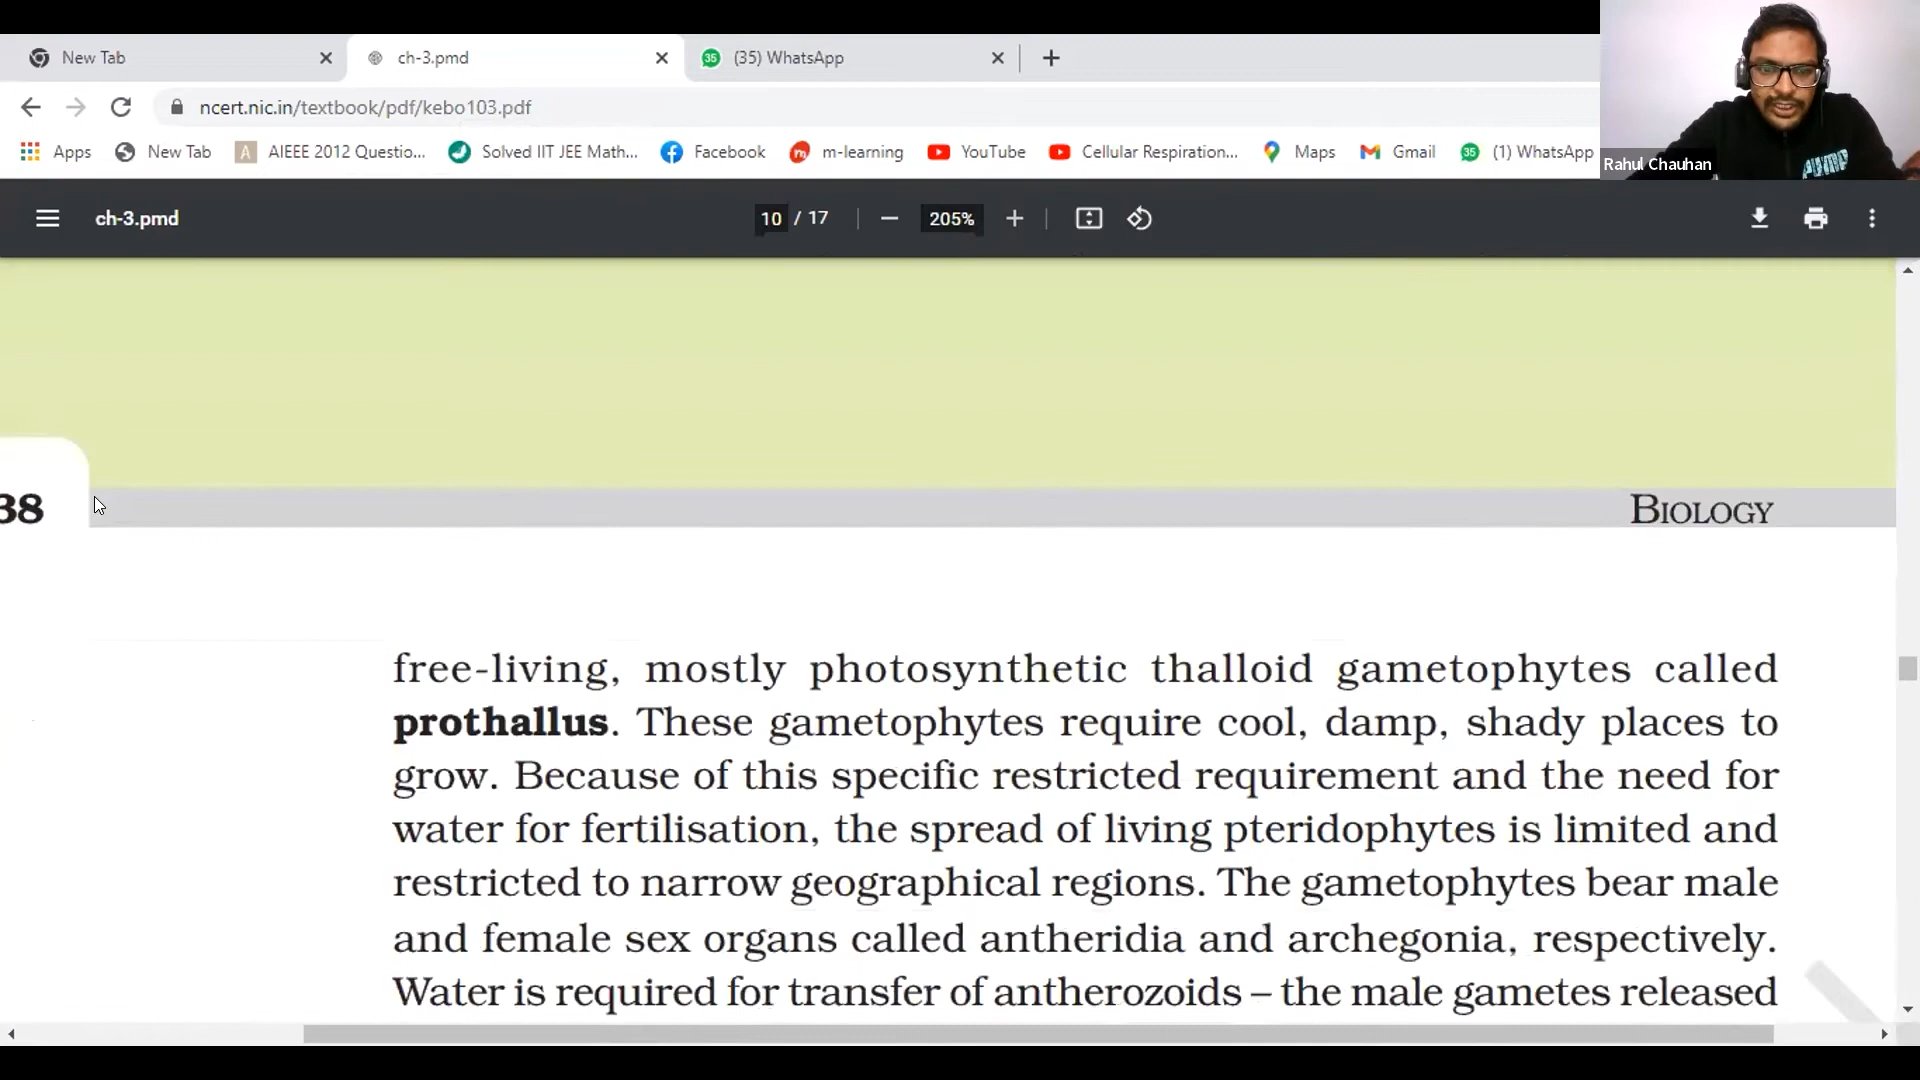 New Tab
ch-3.pmd
35 (35) WhatsApp
ncert.nic.in/textbook/pdf/kebo103.pdf
Apps New Tab A AIEEE 2012 Questio... Solved IIT JEE Math... Facebook m-learning YouTube Cellular Respiration... Maps Gmail 35 (1) WhatsApp
PUMA
Rahul Chauhan
ch-3.pmd 10 / 17 205%
38 BIOLOGY
free-living, mostly photosynthetic thalloid gametophytes called
prothallus. These gametophytes require cool, damp, shady places to
grow. Because of this specific restricted requirement and the need for
water for fertilisation, the spread of living pteridophytes is limited and
restricted to narrow geographical regions. The gametophytes bear male
and female sex organs called antheridia and archegonia, respectively.
Water is required for transfer of antherozoids – the male gametes released